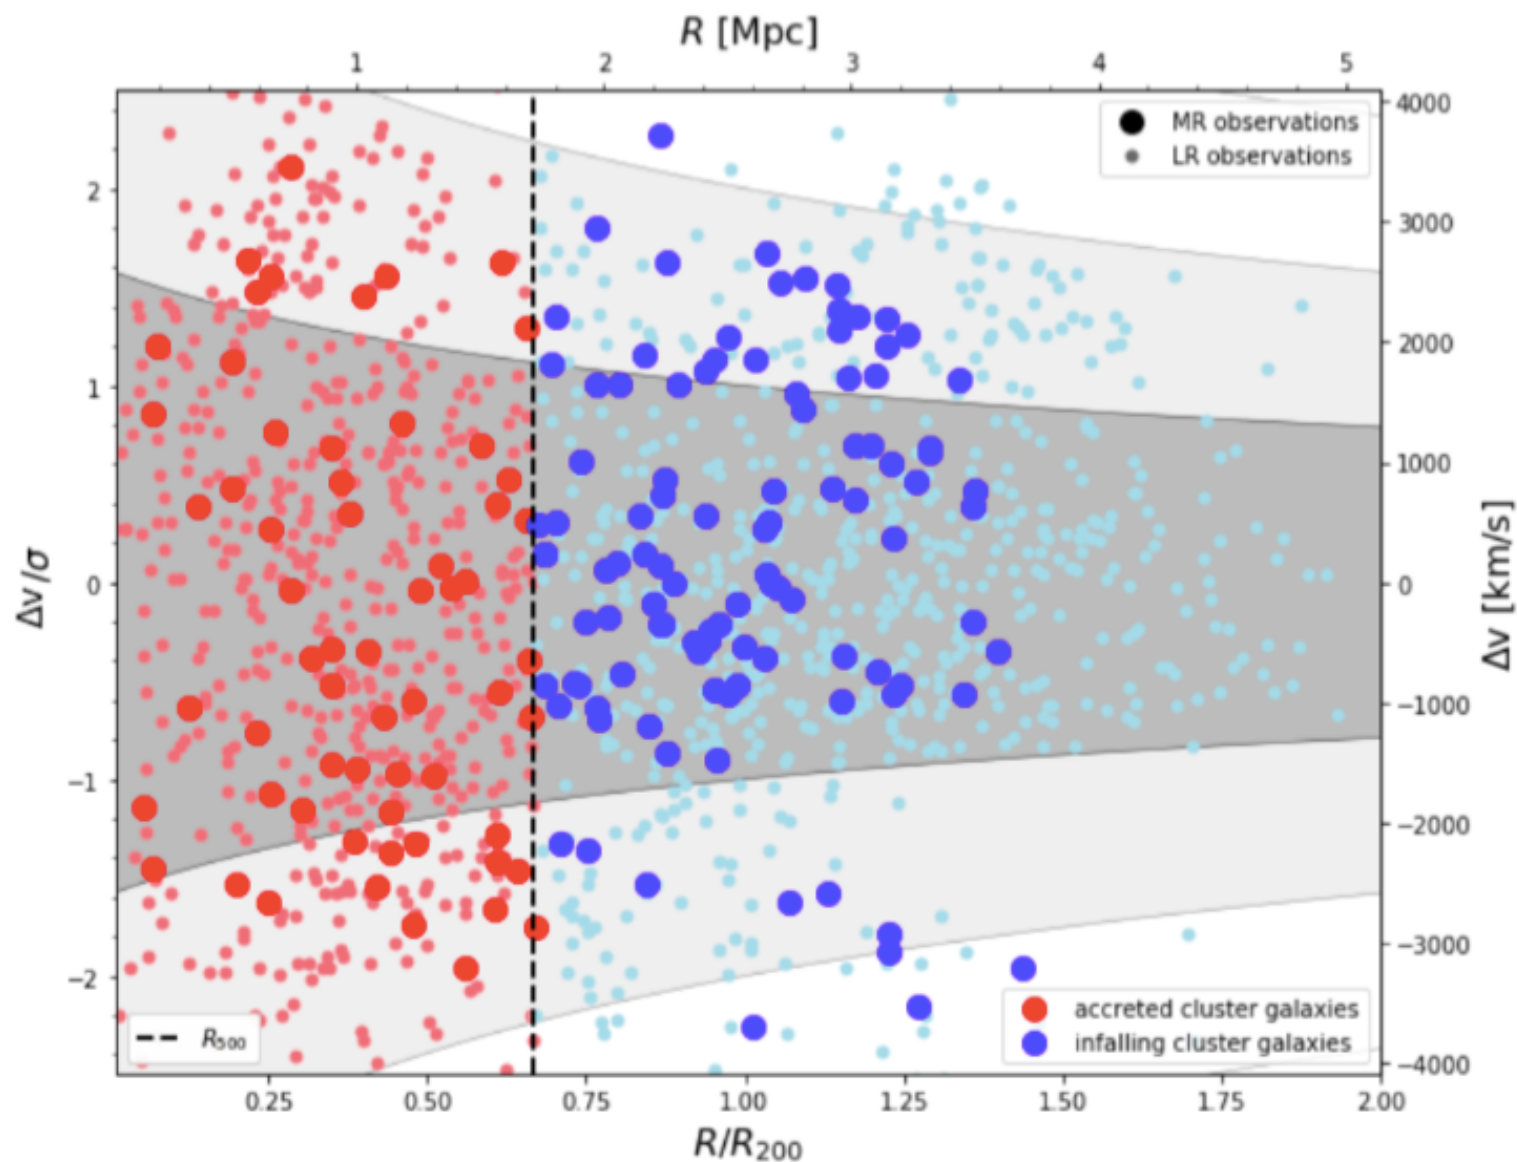 R [Mpc]
1 2 3 4 5
MR observations
LR observations
2
1
0
−1
−2
Δv/σ
4000
3000
2000
1000
0
−1000
−2000
−3000
−4000
Δv [km/s]
R₅₀₀
accreted cluster galaxies
infalling cluster galaxies
0.25 0.50 0.75 1.00 1.25 1.50 1.75 2.00
R/R₂₀₀